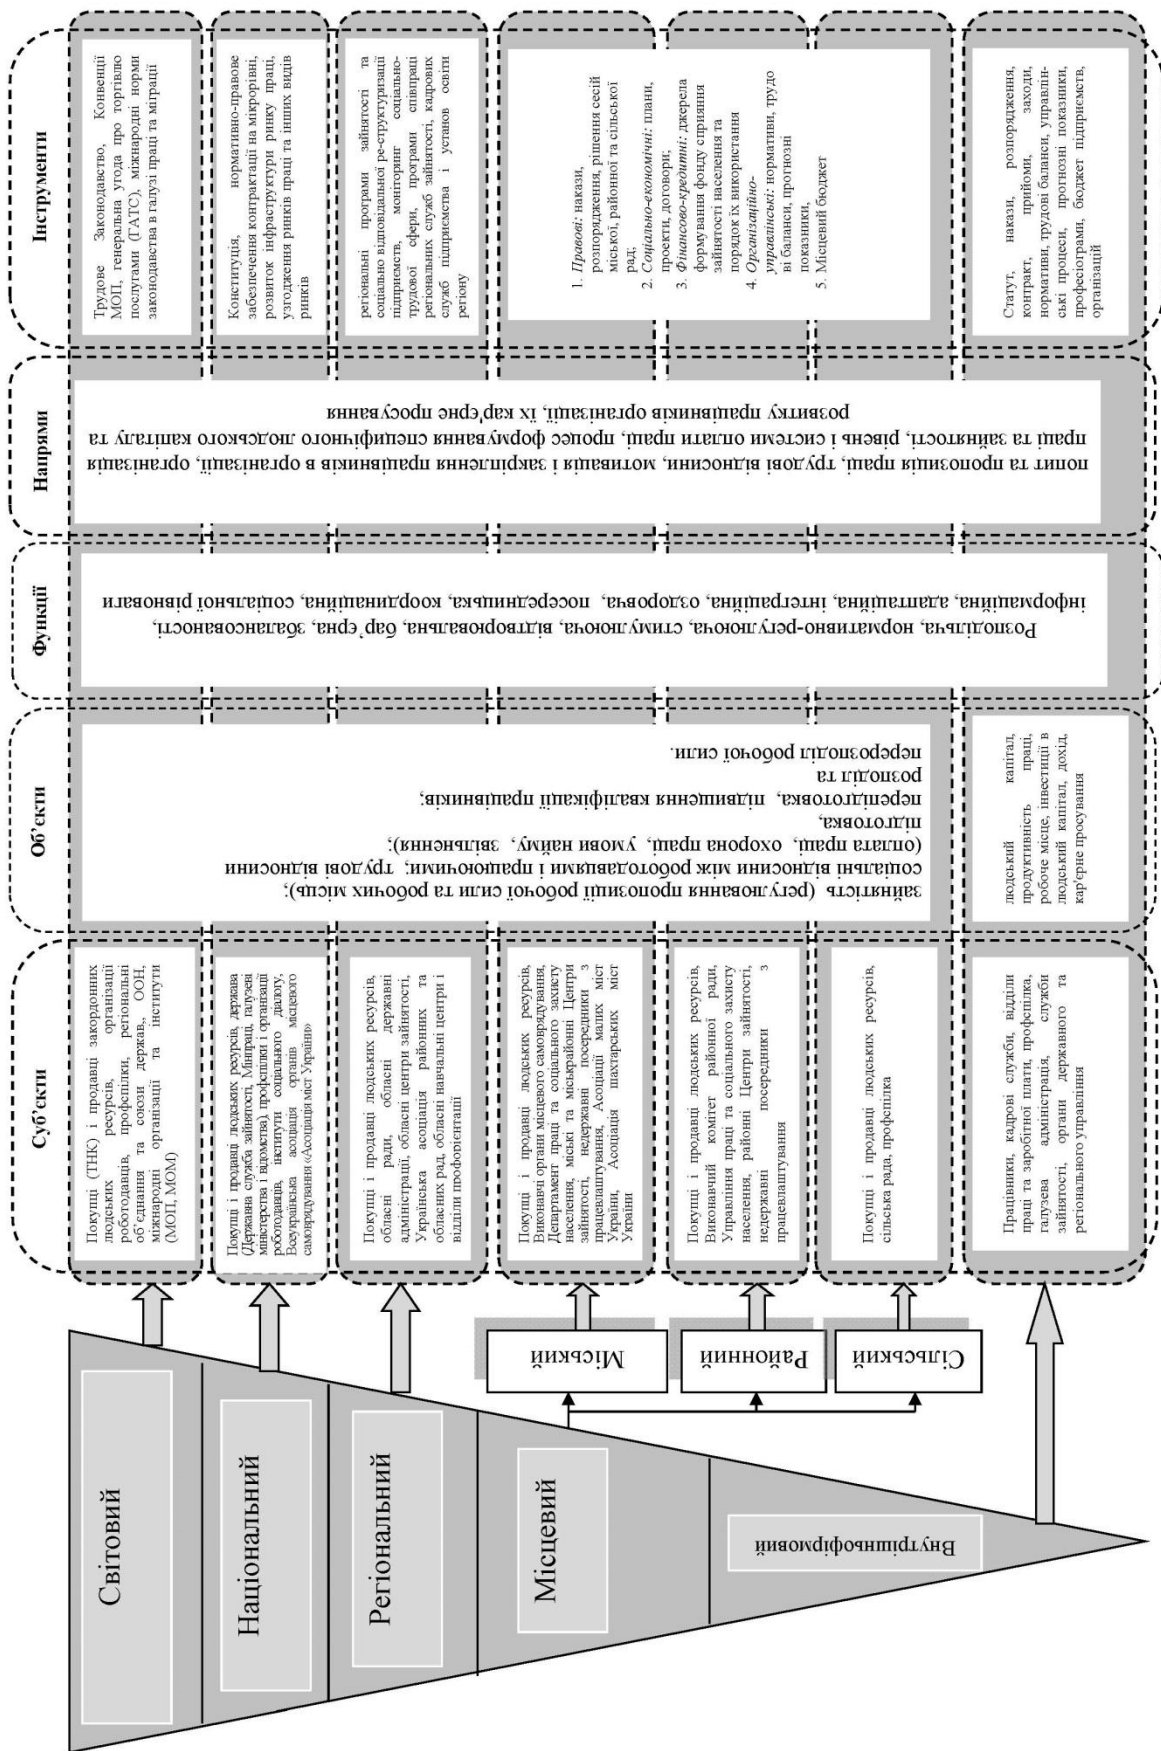 Суб’єкти
Об’єкти
Функції
Напрями
Інструменти
Світовий
Покупці (ТНК) і продавці закордонних
людських ресурсів, організації
роботодавців, профспілки, регіональні
об’єднання та союзи держав,, ООН,
міжнародні організації та інститути
(МОП, МОМ)
Трудове Законодавство, Конвенції
МОП, генеральна угода про торгівлю
послугами (ГАТС), міжнародні норми
законодавства в галузі праці та міграції
Національний
Покупці і продавці людських ресурсів, держава
(Державна служба зайнятості, Мінпраці, галузеві
міністерства і відомства), профспілки і організації
роботодавців, інститути соціального діалогу,
Всеукраїнська асоціація органів місцевого
самоврядування «Асоціація міст України»
Конституція, нормативно-правове
забезпечення контрактації на мікрорівні,
розвиток інфраструктури ринку праці,
узгодження ринків праці та інших видів
ринків
Регіональний
Покупці і продавці людських ресурсів,
обласні ради, обласні державні
адміністрації, обласні центри зайнятості,
Українська асоціація районних та
обласних рад, обласні навчальні центри і
відділи профорієнтації
регіональні програми зайнятості та
соціально відповідальної ре-структуризації
підприємств, моніторинг соціально-
трудової сфери, програми співпраці
регіональних служб зайнятості, кадрових
служб підприємства і установ освіти
регіону
Місцевий
Міський
Покупці і продавці людських ресурсів,
Виконавчі органи місцевого самоврядування,
Департамент праці та соціального захисту
населення, міські та міськрайонні Центри
зайнятості, недержавні посередники з
працевлаштування, Асоціації малих міст
України, Асоціація шахтарських міст
України
Районний
Покупці і продавці людських ресурсів,
Виконавчий комітет районної ради,
Управління праці та соціального захисту
населення, районні Центри зайнятості,
недержавні посередники з
працевлаштування
Сільський
Покупці і продавці людських ресурсів,
сільська рада, профспілка
1. Правові: накази,
розпорядження, рішення сесій
міської, районної та сільської
рад;
2. Соціально-економічні: плани,
проекти, договори;
3. Фінансово-кредитні: джерела
формування фонду сприяння
зайнятості населення та
порядок їх використання
4. Організаційно-
управлінські: нормативи, трудо
ві баланси, прогнозні
показники,
5. Місцевий бюджет
Внутрішньофірмовий
Працівники, кадрові служби, відділи
праці та заробітної плати, профспілка,
галузева адміністрація, служби
зайнятості, органи державного та
регіонального управління
людський капітал,
продуктивність праці,
робоче місце, інвестиції в
людський капітал, дохід,
кар’єрне просування
Статут, накази, розпорядження,
контракт, прийоми, заходи,
нормативи, трудові баланси, управлін-
ські процеси, прогнозні показники,
професіограми, бюджет підприємств,
організацій
зайнятість (регулювання пропозиції робочої сили та робочих місць);
соціальні відносини між роботодавцями і працюючими; трудові відносини
(оплата праці, охорона праці, умови найму, звільнення);
підготовка,
перепідготовка, підвищення кваліфікації працівників;
розподіл та
перерозподіл робочої сили.
Розподільча, нормативно-регулююча, стимулююча, відтворювальна, бар’єрна, збалансованості,
інформаційна, адаптаційна, інтеграційна, оздоровча, посередницька, координаційна, соціальної рівноваги
попит та пропозиція праці, трудові відносини, мотивація і закріплення працівників в організації, організація
праці та зайнятості, рівень і системи оплати праці, процес формування специфічного людського капіталу та
розвитку працівників організації, їх кар’єрне просування